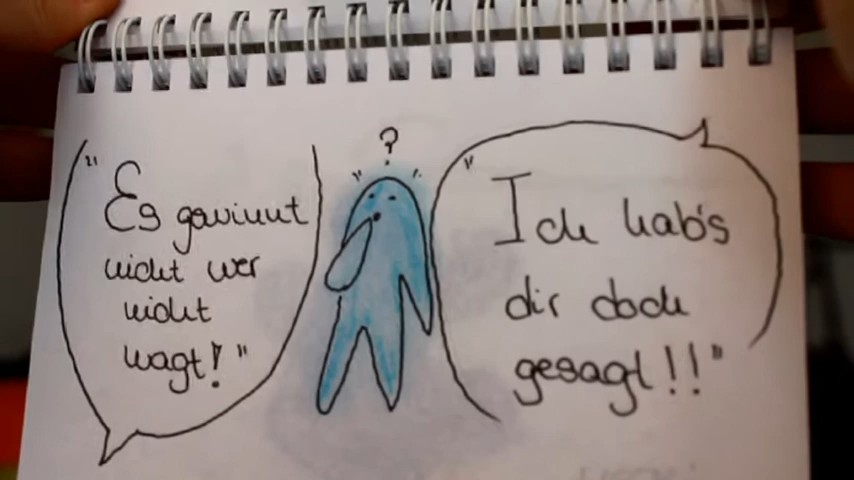 ?
"Es gewinnt
nicht wer
nicht
wagt!"
"Ich hab's
dir doch
gesagt!!"